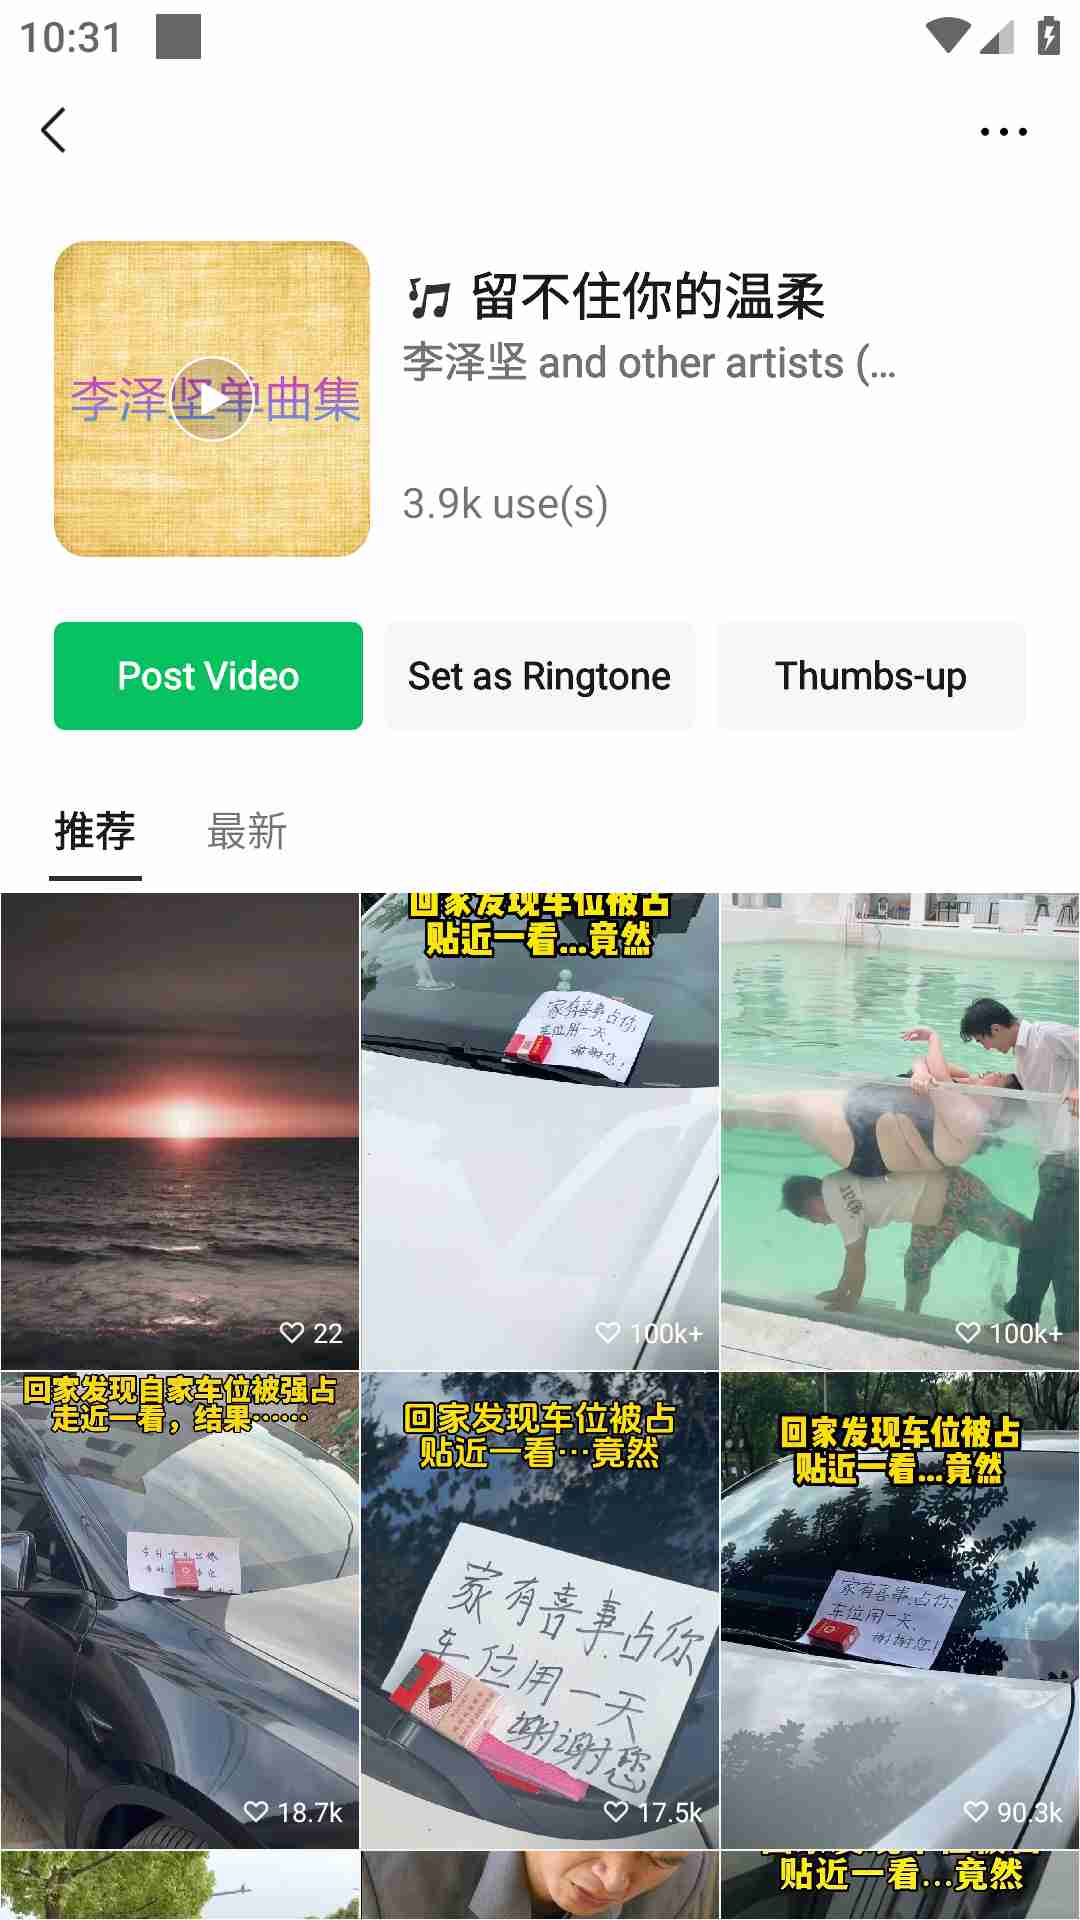 10:31
留不住你的温柔
李泽坚 and other artists (...
李泽坚单曲集
3.9k use(s)
Post Video
Set as Ringtone
Thumbs-up
推荐
最新
回家发现车位被占
贴近一看...竟然
家有喜事,占你
车位用一天,
谢谢您!
22
100k+
100k+
回家发现自家车位被强占
走近一看，结果……
18.7k
回家发现车位被占
贴近一看…竟然
家有喜事,占你
车位用一天
谢谢您
17.5k
回家发现车位被占
贴近一看...竟然
家有喜事,占你
车位用一天,
谢谢您!
90.3k
贴近一看...竟然